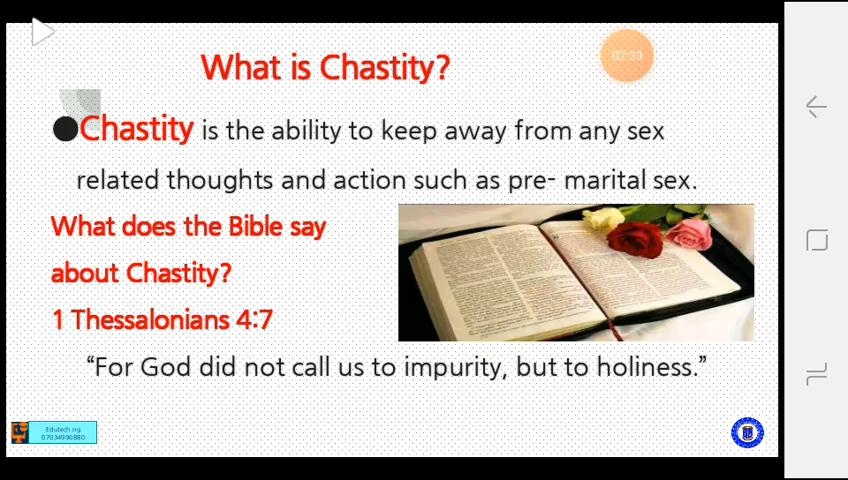 What is Chastity?
02:33
Chastity is the ability to keep away from any sex
related thoughts and action such as pre- marital sex.
What does the Bible say
about Chastity?
1 Thessalonians 4:7
“For God did not call us to impurity, but to holiness.”
Edutech.ng
07034990880